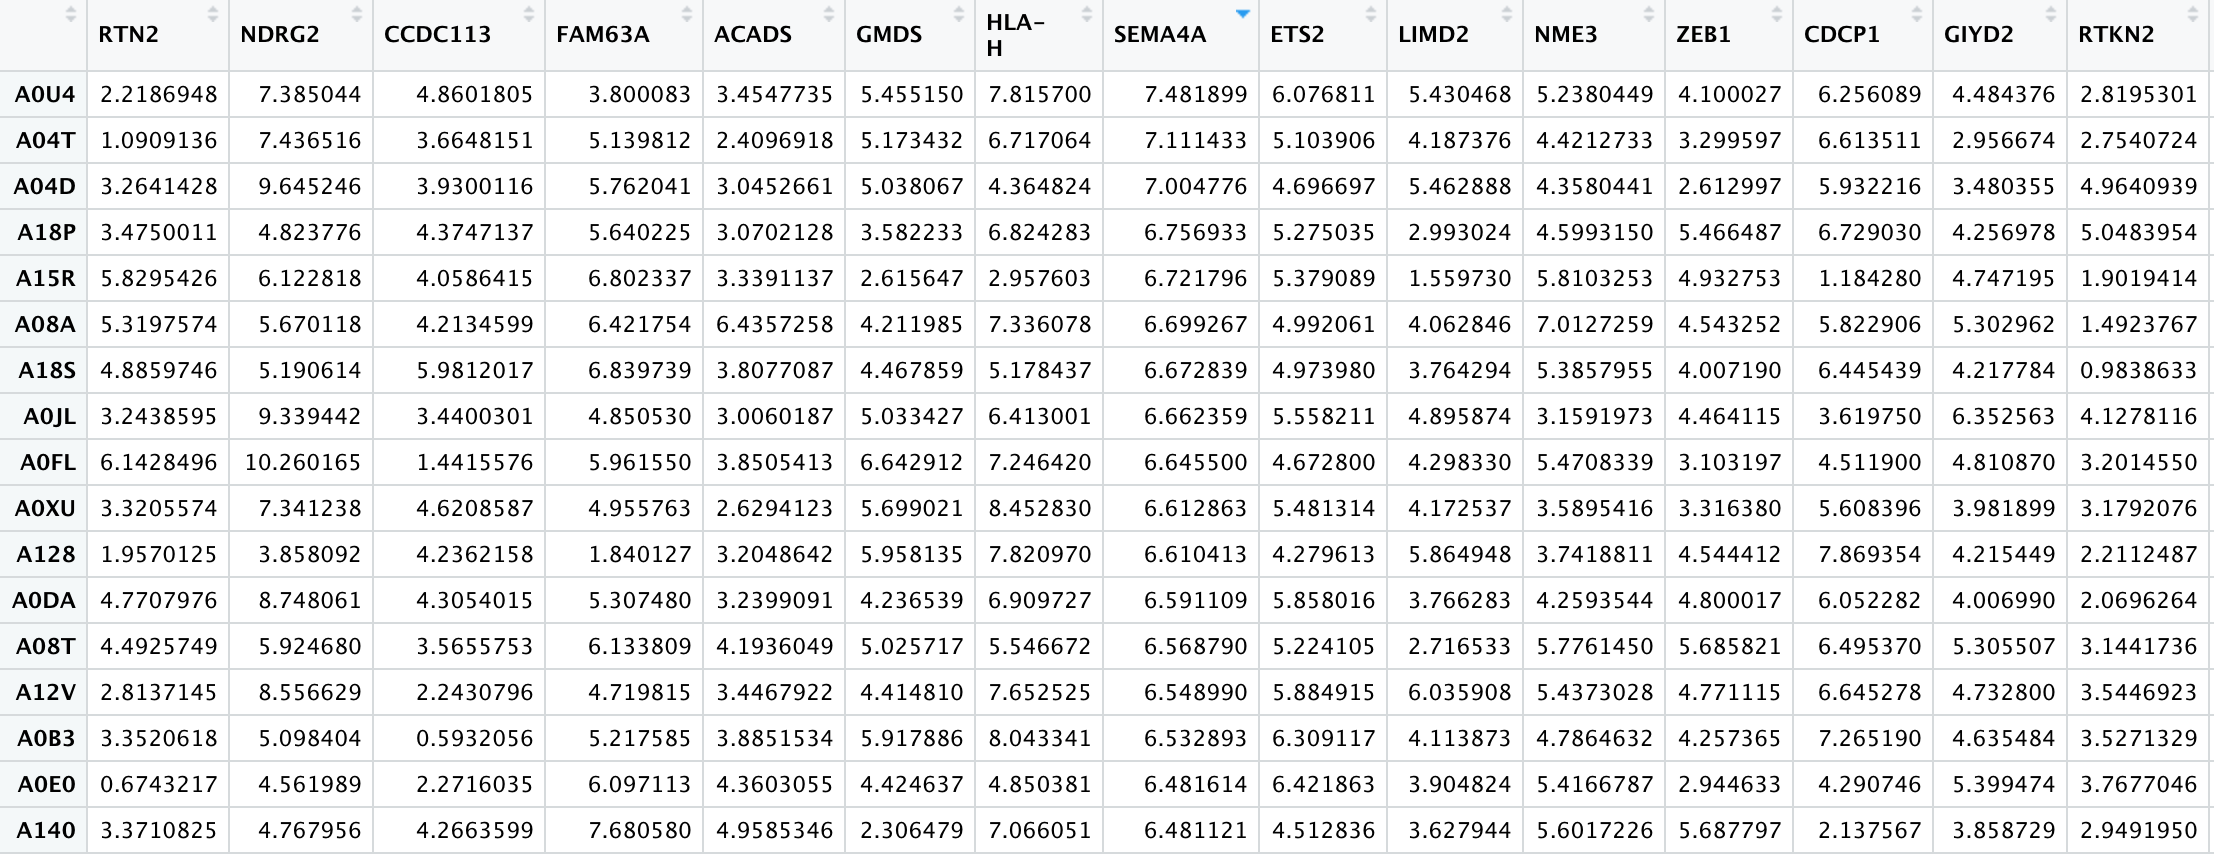 RTN2 NDRG2 CCDC113 FAM63A ACADS GMDS HLA-H SEMA4A ETS2 LIMD2 NME3 ZEB1 CDCP1 GIYD2 RTKN2
A0U4 2.2186948 7.385044 4.8601805 3.800083 3.4547735 5.455150 7.815700 7.481899 6.076811 5.430468 5.2380449 4.100027 6.256089 4.484376 2.8195301
A04T 1.0909136 7.436516 3.6648151 5.139812 2.4096918 5.173432 6.717064 7.111433 5.103906 4.187376 4.4212733 3.299597 6.613511 2.956674 2.7540724
A04D 3.2641428 9.645246 3.9300116 5.762041 3.0452661 5.038067 4.364824 7.004776 4.696697 5.462888 4.3580441 2.612997 5.932216 3.480355 4.9640939
A18P 3.4750011 4.823776 4.3747137 5.640225 3.0702128 3.582233 6.824283 6.756933 5.275035 2.993024 4.5993150 5.466487 6.729030 4.256978 5.0483954
A15R 5.8295426 6.122818 4.0586415 6.802337 3.3391137 2.615647 2.957603 6.721796 5.379089 1.559730 5.8103253 4.932753 1.184280 4.747195 1.9019414
A08A 5.3197574 5.670118 4.2134599 6.421754 6.4357258 4.211985 7.336078 6.699267 4.992061 4.062846 7.0127259 4.543252 5.822906 5.302962 1.4923767
A18S 4.8859746 5.190614 5.9812017 6.839739 3.8077087 4.467859 5.178437 6.672839 4.973980 3.764294 5.3857955 4.007190 6.445439 4.217784 0.9838633
A0JL 3.2438595 9.339442 3.4400301 4.850530 3.0060187 5.033427 6.413001 6.662359 5.558211 4.895874 3.1591973 4.464115 3.619750 6.352563 4.1278116
A0FL 6.1428496 10.260165 1.4415576 5.961550 3.8505413 6.642912 7.246420 6.645500 4.672800 4.298330 5.4708339 3.103197 4.511900 4.810870 3.2014550
A0XU 3.3205574 7.341238 4.6208587 4.955763 2.6294123 5.699021 8.452830 6.612863 5.481314 4.172537 3.5895416 3.316380 5.608396 3.981899 3.1792076
A128 1.9570125 3.858092 4.2362158 1.840127 3.2048642 5.958135 7.820970 6.610413 4.279613 5.864948 3.7418811 4.544412 7.869354 4.215449 2.2112487
A0DA 4.7707976 8.748061 4.3054015 5.307480 3.2399091 4.236539 6.909727 6.591109 5.858016 3.766283 4.2593544 4.800017 6.052282 4.006990 2.0696264
A08T 4.4925749 5.924680 3.5655753 6.133809 4.1936049 5.025717 5.546672 6.568790 5.224105 2.716533 5.7761450 5.685821 6.495370 5.305507 3.1441736
A12V 2.8137145 8.556629 2.2430796 4.719815 3.4467922 4.414810 7.652525 6.548990 5.884915 6.035908 5.4373028 4.771115 6.645278 4.732800 3.5446923
A0B3 3.3520618 5.098404 0.5932056 5.217585 3.8851534 5.917886 8.043341 6.532893 6.309117 4.113873 4.7864632 4.257365 7.265190 4.635484 3.5271329
A0E0 0.6743217 4.561989 2.2716035 6.097113 4.3603055 4.424637 4.850381 6.481614 6.421863 3.904824 5.4166787 2.944633 4.290746 5.399474 3.7677046
A140 3.3710825 4.767956 4.2663599 7.680580 4.9585346 2.306479 7.066051 6.481121 4.512836 3.627944 5.6017226 5.687797 2.137567 3.858729 2.9491950